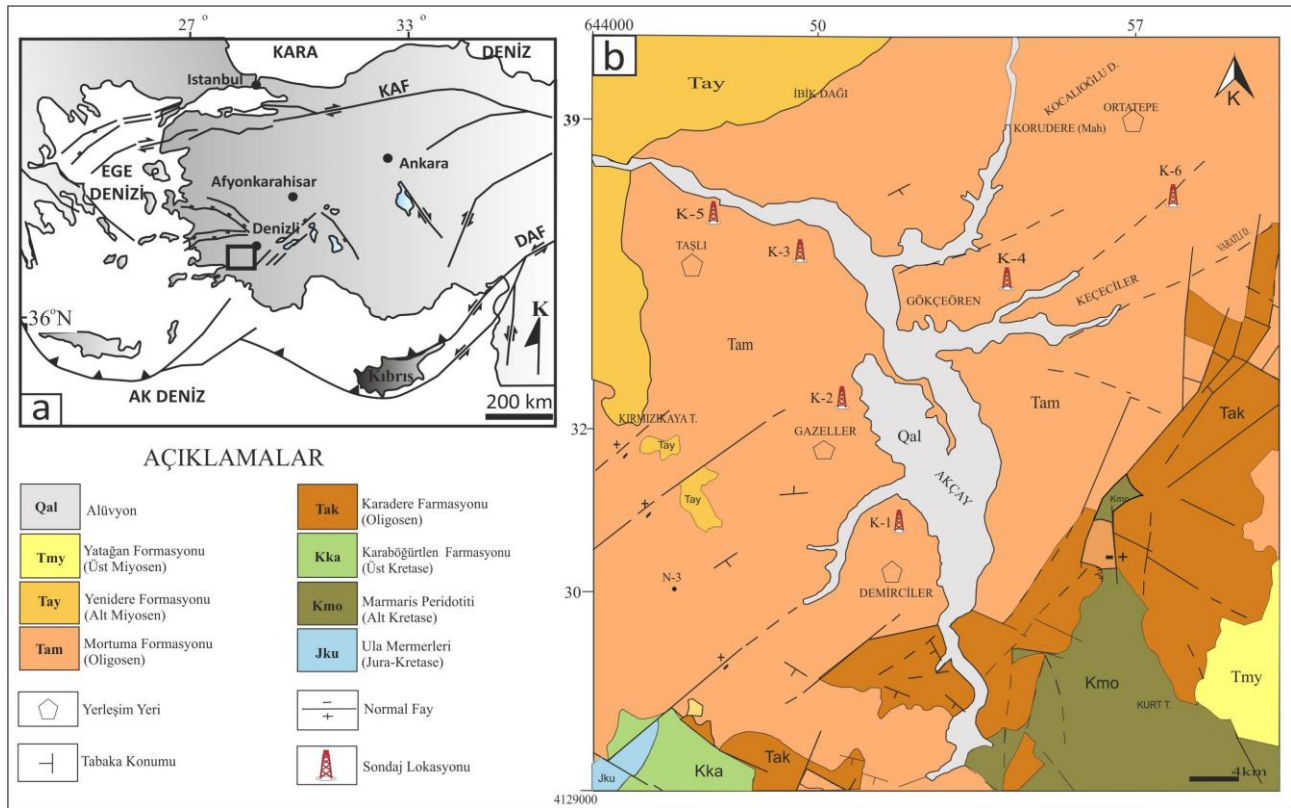 27 °
33 °
KARA
DENİZ
Istanbul
KAF
EGE
DENİZİ
Ankara
Afyonkarahisar
Denizli
DAF
36°N
K
Kıbrıs
AK DENİZ
a
200 km
AÇIKLAMALAR
Qal
Alüvyon
Tmy
Yatağan Formasyonu
(Üst Miyosen)
Tay
Yenidere Formasyonu
(Alt Miyosen)
Tam
Mortuma Formasyonu
(Oligosen)
Yerleşim Yeri
Tabaka Konumu
Tak
Karadere Farmasyonu
(Oligosen)
Kka
Karaböğürtlen Farmasyonu
(Üst Kretase)
Kmo
Marmaris Peridotiti
(Alt Kretase)
Jku
Ula Mermerleri
(Jura-Kretase)
Normal Fay
Sondaj Lokasyonu
644000
50
57
b
Tay
İBİK DAĞI
KOCALIOĞLU D.
ORTATEPE
K
39
KORUDERE (Mah)
K-6
K-5
TAŞLI
K-3
K-4
VARATLI D.
GÖKÇEÖREN
KEÇECİLER
Tam
K-2
Tam
Tak
KIRMIZIKAYA T.
32
GAZELLER
Tay
Qal
AKÇAY
Tay
Kmo
K-1
N-3
30
DEMİRCİLER
Kmo
Tmy
KURT T.
Tak
Kka
Jku
4km
4129000